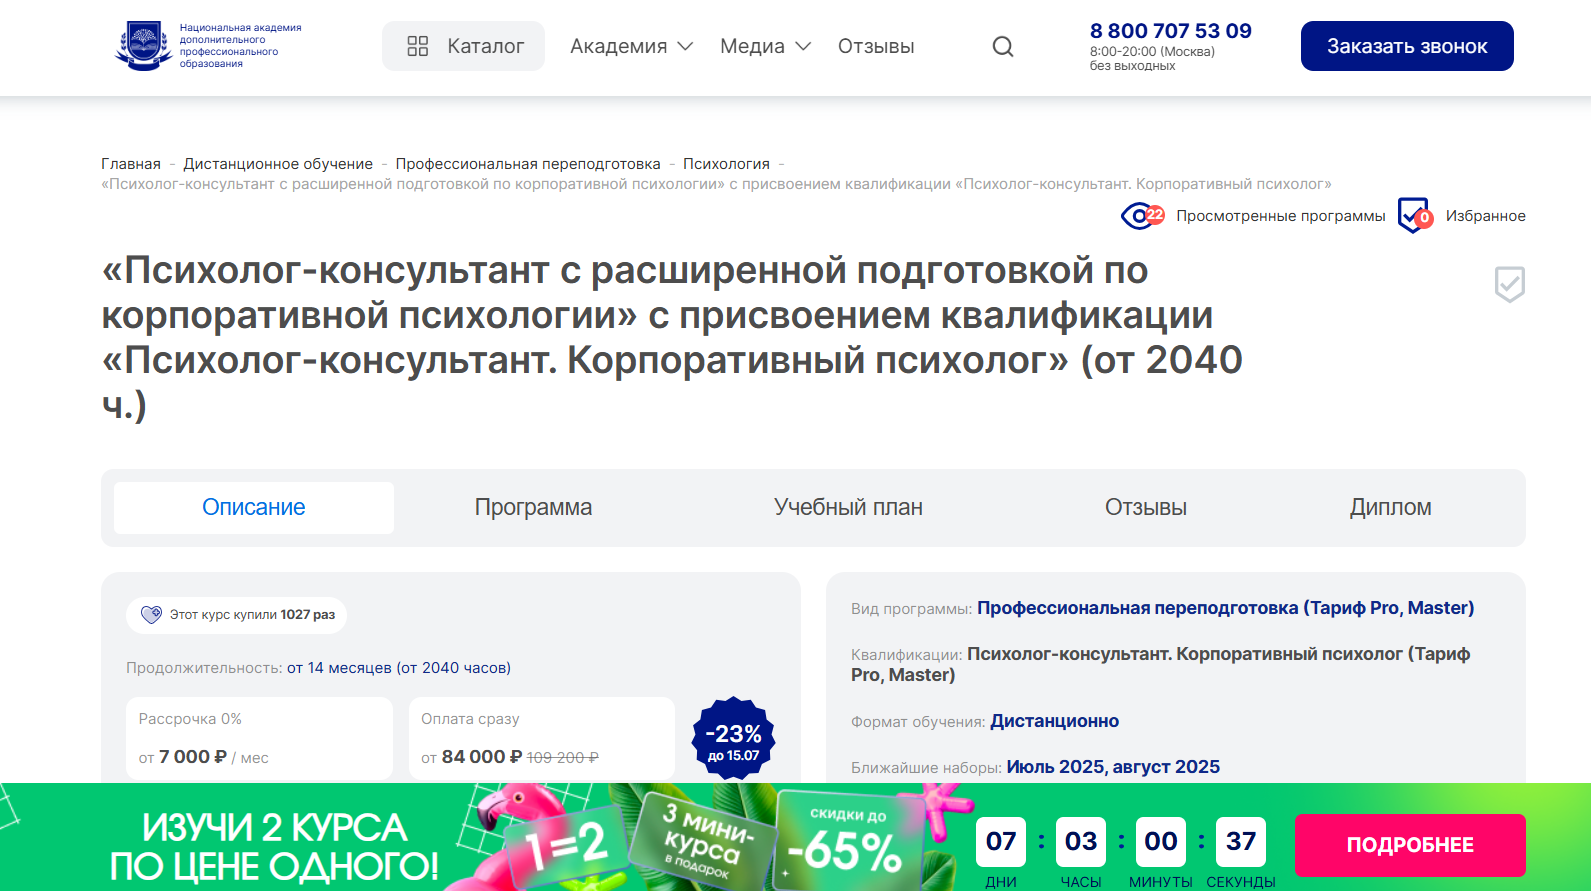 Национальная академия
дополнительного
профессионального
образования
Каталог
Академия
Медиа
Отзывы
8 800 707 53 09
8:00-20:00 (Москва)
без выходных
Заказать звонок
Главная - Дистанционное обучение - Профессиональная переподготовка - Психология -
«Психолог-консультант с расширенной подготовкой по корпоративной психологии» с присвоением квалификации «Психолог-консультант. Корпоративный психолог»
22 Просмотренные программы 0 Избранное
«Психолог-консультант с расширенной подготовкой по
корпоративной психологии» с присвоением квалификации
«Психолог-консультант. Корпоративный психолог» (от 2040
ч.)
Описание
Программа
Учебный план
Отзывы
Диплом
Этот курс купили 1027 раз
Продолжительность: от 14 месяцев (от 2040 часов)
Рассрочка 0%
от 7 000 ₽ / мес
Оплата сразу
от 84 000 ₽ 109 200 ₽
-23%
до 15.07
Вид программы: Профессиональная переподготовка (Тариф Pro, Master)
Квалификации: Психолог-консультант. Корпоративный психолог (Тариф
Pro, Master)
Формат обучения: Дистанционно
Ближайшие наборы: Июль 2025, август 2025
ИЗУЧИ 2 КУРСА
ПО ЦЕНЕ ОДНОГО!
1=2
3 мини-
курса
в подарок
скидки до
-65%
07 : 03 : 00 : 37
ДНИ ЧАСЫ МИНУТЫ СЕКУНДЫ
ПОДРОБНЕЕ